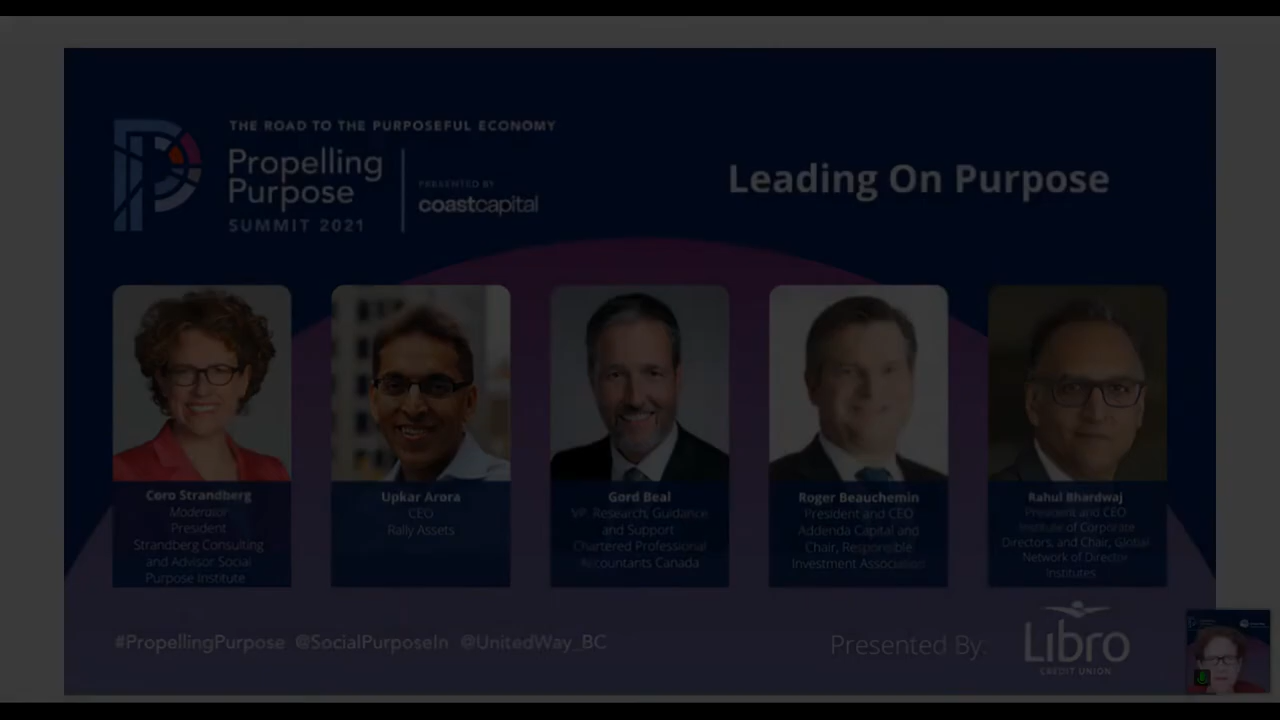 THE ROAD TO THE PURPOSEFUL ECONOMY
Propelling
Purpose
SUMMIT 2021
PRESENTED BY
coastcapital
Leading On Purpose
Coro Strandberg
Moderator
President
Strandberg Consulting
and Advisor Social
Purpose Institute
Upkar Arora
CEO
Rally Assets
Gord Beal
VP, Research, Guidance
and Support
Chartered Professional
Accountants Canada
Roger Beauchemin
President and CEO
Addenda Capital and
Chair, Responsible
Investment Association
Rahul Bhardwaj
President and CEO
Institute of Corporate
Directors, and Chair, Global
Network of Director
Institutes
#PropellingPurpose @SocialPurposeIn @UnitedWay_BC
Presented By:
Libro
CREDIT UNION